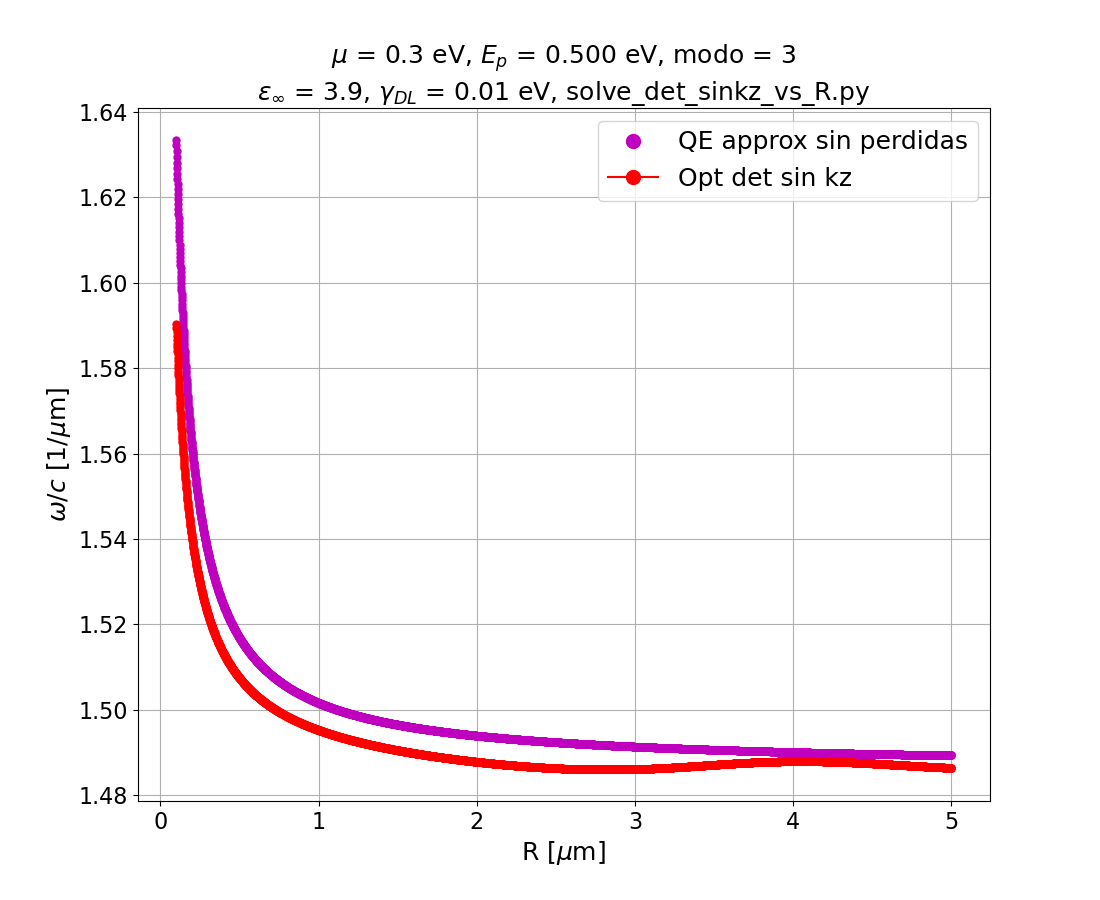 μ = 0.3 eV, E_p = 0.500 eV, modo = 3
ε_∞ = 3.9, γ_DL = 0.01 eV, solve_det_sinkz_vs_R.py
QE approx sin perdidas
Opt det sin kz
1.64
1.62
1.60
1.58
1.56
1.54
1.52
1.50
1.48
ω/c [1/μm]
0 1 2 3 4 5
R [μm]